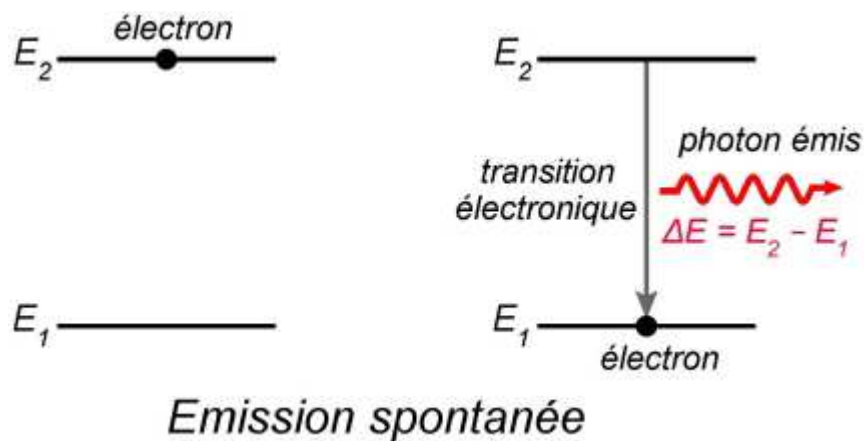 électron
E₂
E₁
E₂
transition
électronique
photon émis
ΔE = E₂ − E₁
E₁
électron
Emission spontanée